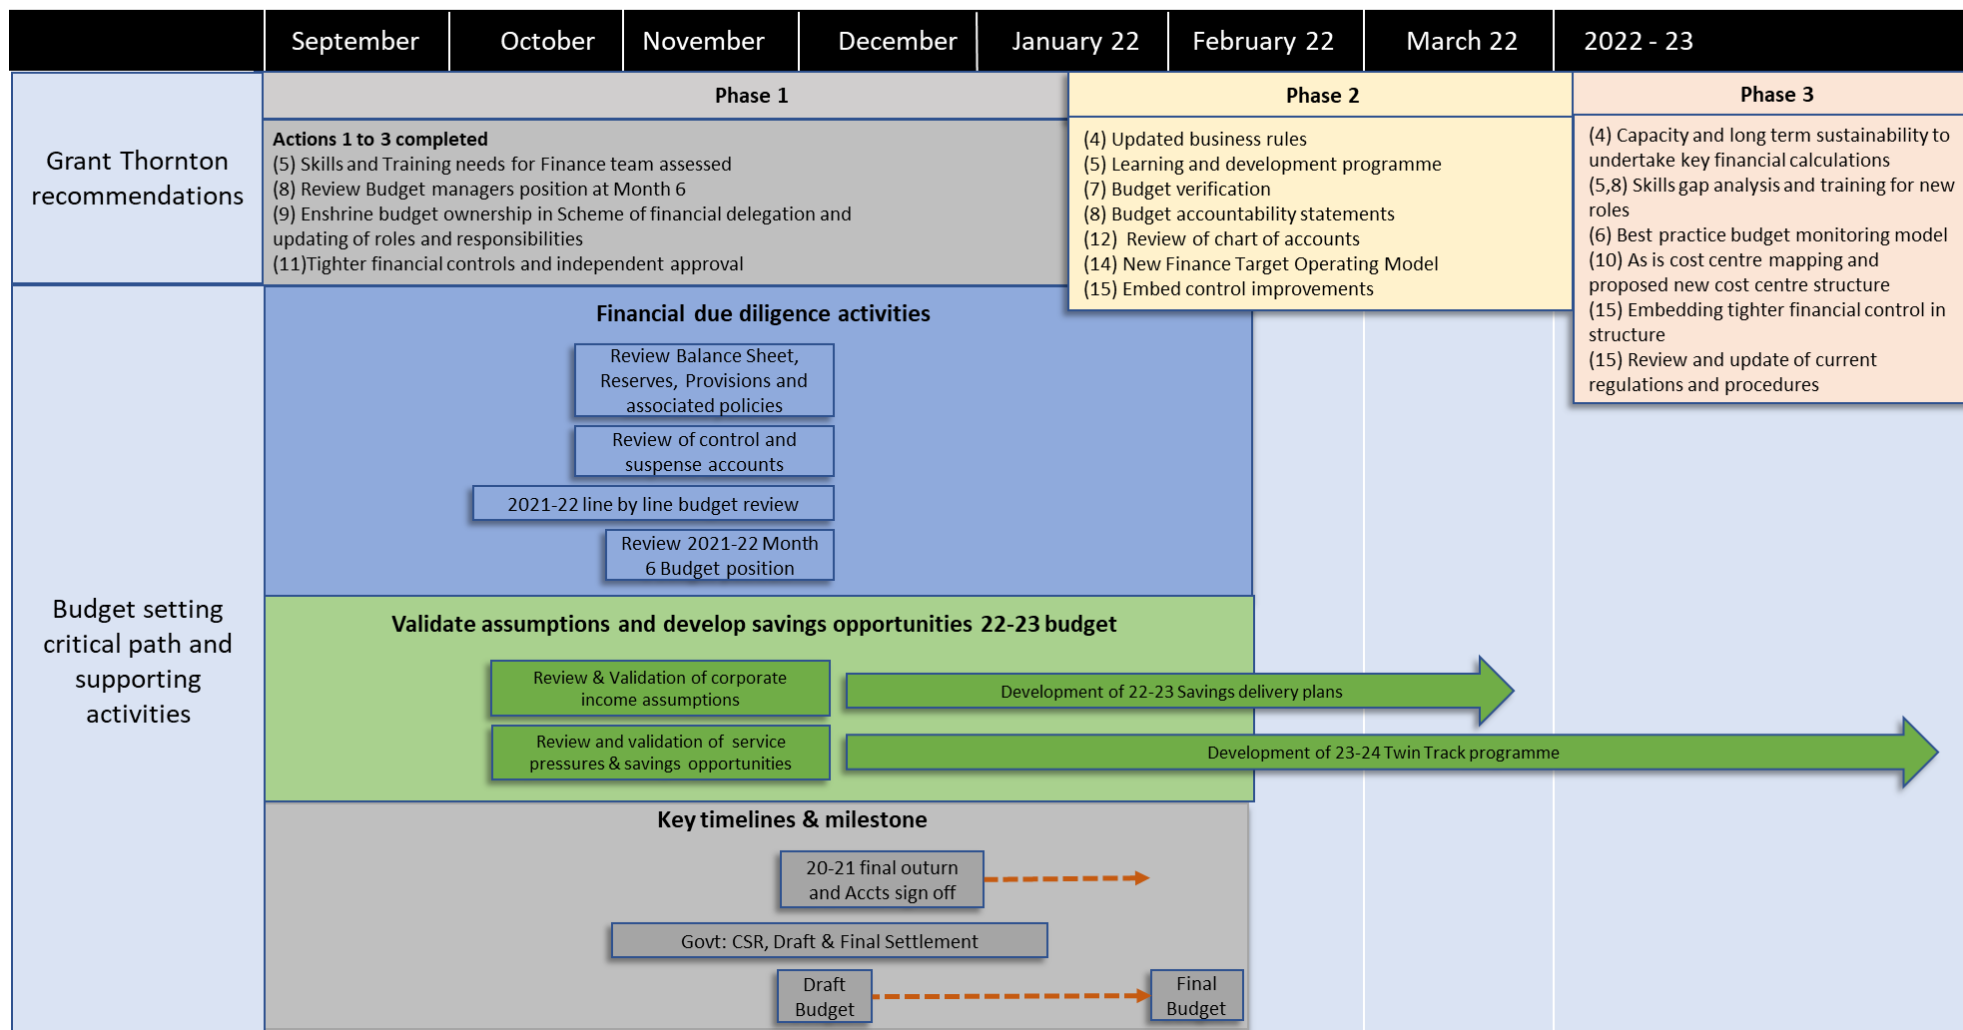 September October November December January 22 February 22 March 22 2022 - 23
Grant Thornton
recommendations
Phase 1
Actions 1 to 3 completed
(5) Skills and Training needs for Finance team assessed
(8) Review Budget managers position at Month 6
(9) Enshrine budget ownership in Scheme of financial delegation and
updating of roles and responsibilities
(11)Tighter financial controls and independent approval
Phase 2
(4) Updated business rules
(5) Learning and development programme
(7) Budget verification
(8) Budget accountability statements
(12) Review of chart of accounts
(14) New Finance Target Operating Model
(15) Embed control improvements
Phase 3
(4) Capacity and long term sustainability to
undertake key financial calculations
(5,8) Skills gap analysis and training for new
roles
(6) Best practice budget monitoring model
(10) As is cost centre mapping and
proposed new cost centre structure
(15) Embedding tighter financial control in
structure
(15) Review and update of current
regulations and procedures
Budget setting
critical path and
supporting
activities
Financial due diligence activities
Review Balance Sheet,
Reserves, Provisions and
associated policies
Review of control and
suspense accounts
2021-22 line by line budget review
Review 2021-22 Month
6 Budget position
Validate assumptions and develop savings opportunities 22-23 budget
Review & Validation of corporate
income assumptions
Development of 22-23 Savings delivery plans
Review and validation of service
pressures & savings opportunities
Development of 23-24 Twin Track programme
Key timelines & milestone
20-21 final outurn
and Accts sign off
Govt: CSR, Draft & Final Settlement
Draft
Budget
Final
Budget